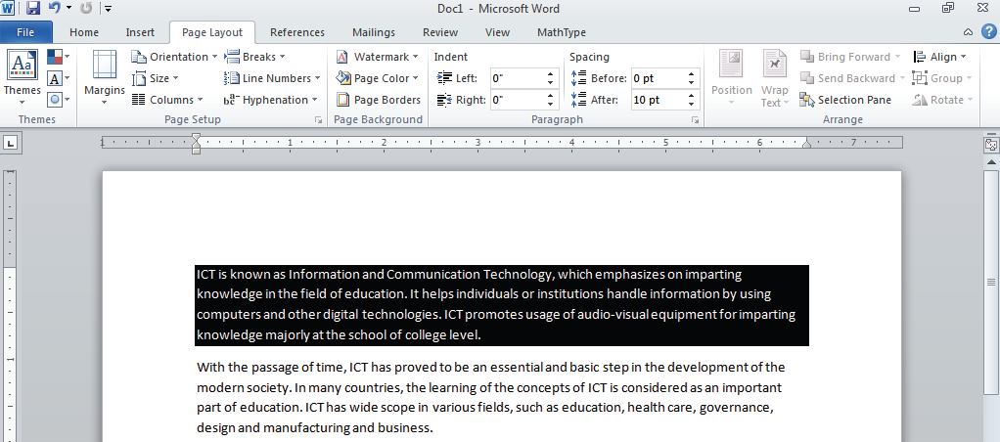 Doc1 - Microsoft Word
File Home Insert Page Layout References Mailings Review View MathType
Orientation Breaks Watermark Indent Spacing Bring Forward Align
Size Line Numbers Page Color Left: 0" Before: 0 pt Send Backward Group
Themes Margins Columns Hyphenation Page Borders Right: 0" After: 10 pt Position Wrap Text Selection Pane Rotate
Themes Page Setup Page Background Paragraph Arrange
1 1 2 3 4 5 6 7
ICT is known as Information and Communication Technology, which emphasizes on imparting
knowledge in the field of education. It helps individuals or institutions handle information by using
computers and other digital technologies. ICT promotes usage of audio-visual equipment for imparting
knowledge majorly at the school of college level.
With the passage of time, ICT has proved to be an essential and basic step in the development of the
modern society. In many countries, the learning of the concepts of ICT is considered as an important
part of education. ICT has wide scope in various fields, such as education, health care, governance,
design and manufacturing and business.